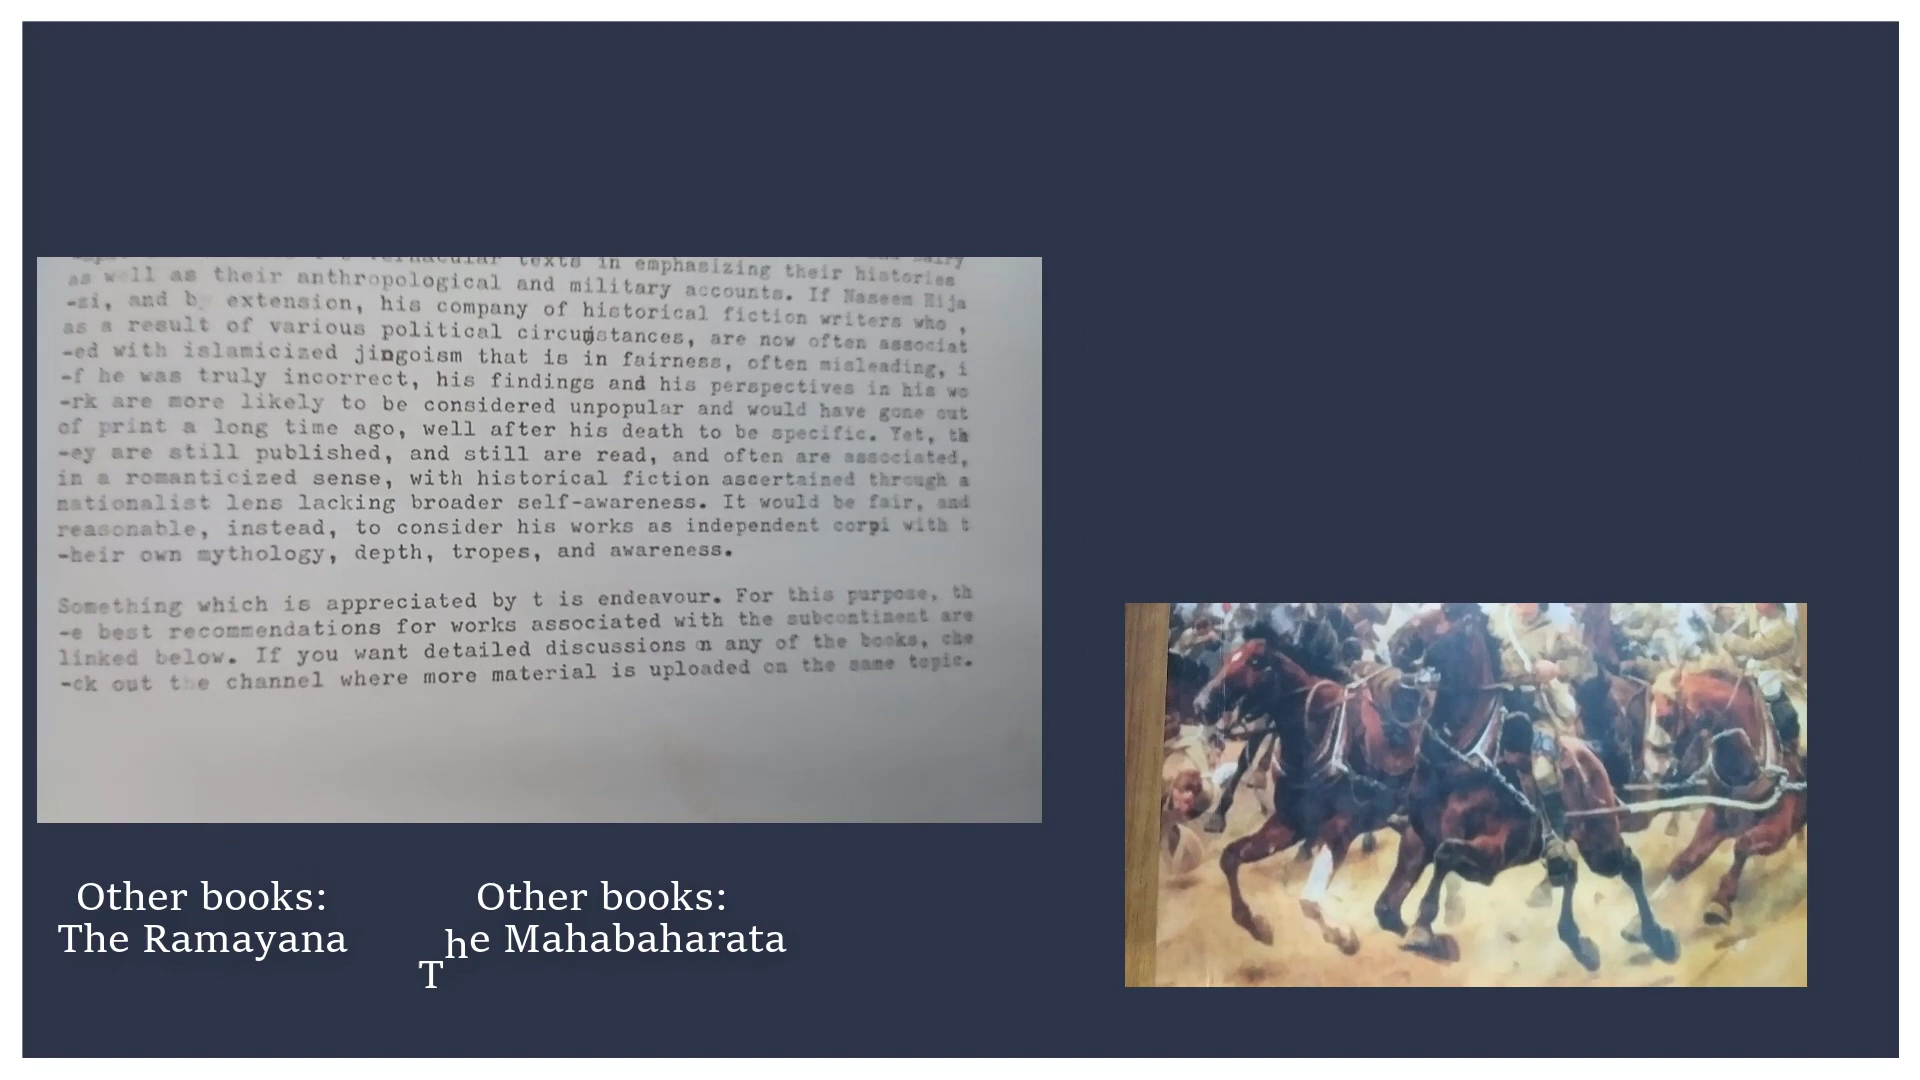 vernacular texts in emphasizing their histories
as well as their anthropological and military accounts. If Naseem Hija
-zi, and b extension, his company of historical fiction writers who ,
as a result of various political circumstances, are now often associat
-ed with islamicized jingoism that is in fairness, often misleading, i
-f he was truly incorrect, his findings and his perspectives in his wo
-rk are more likely to be considered unpopular and would have gone out
of print a long time ago, well after his death to be specific. Yet, th
-ey are still published, and still are read, and often are associated,
in a romanticized sense, with historical fiction ascertained through a
nationalist lens lacking broader self-awareness. It would be fair, and
reasonable, instead, to consider his works as independent corpi with t
-heir own mythology, depth, tropes, and awareness.
Something which is appreciated by t is endeavour. For this purpose, th
-e best recommendations for works associated with the subcontinent are
linked below. If you want detailed discussions on any of the books, che
-ck out the channel where more material is uploaded on the same topic.
Other books:
The Ramayana
Other books:
The Mahabaharata